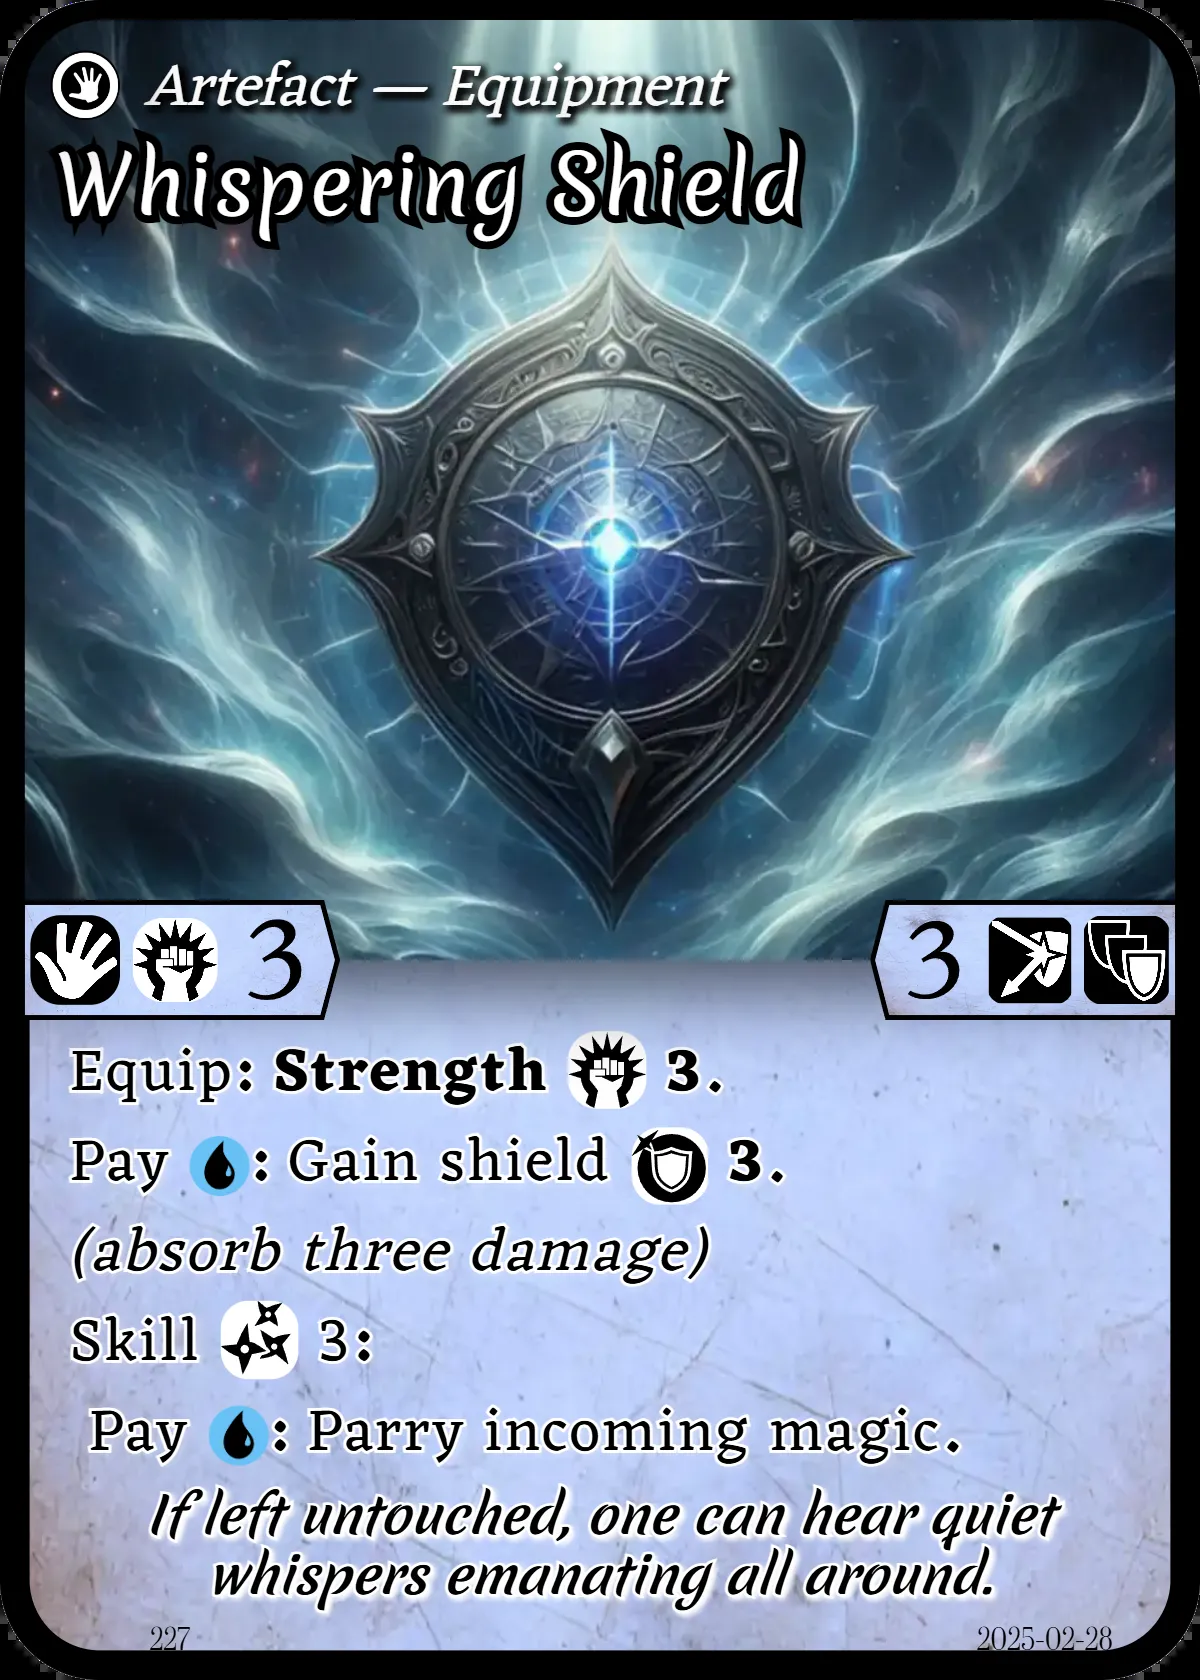 Artefact — Equipment
Whispering Shield
3
3
Equip: Strength 3.
Pay : Gain shield 3.
(absorb three damage)
Skill 3:
Pay : Parry incoming magic.
If left untouched, one can hear quiet
whispers emanating all around.
227
2025-02-28